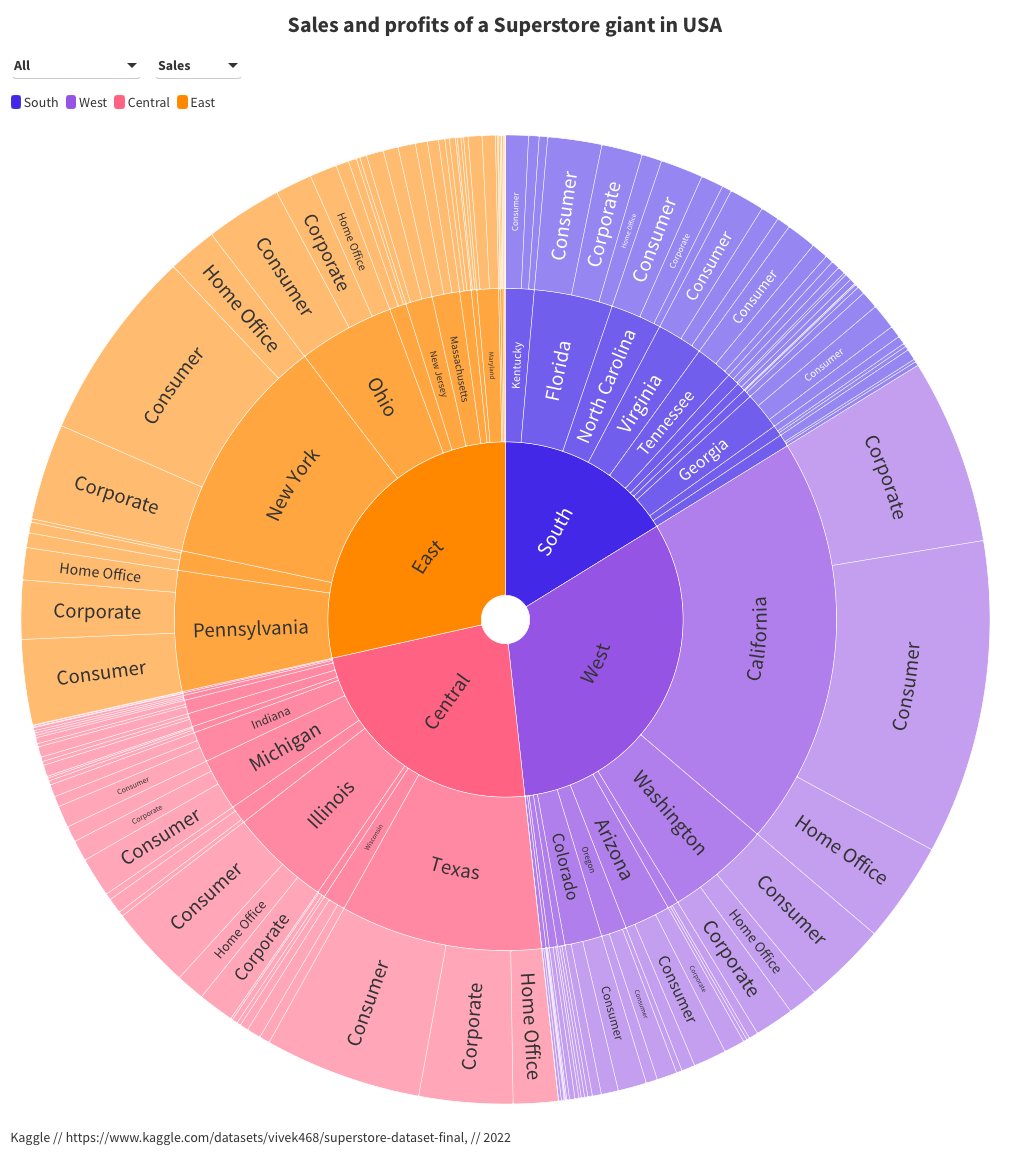 Sales and profits of a Superstore giant in USA
All
Sales
South
West
Central
East
South
Kentucky
Consumer
Florida
Consumer
Corporate
Home Office
North Carolina
Consumer
Corporate
Virginia
Consumer
Tennessee
Consumer
Georgia
Consumer
West
California
Corporate
Consumer
Home Office
Washington
Consumer
Home Office
Corporate
Arizona
Corporate
Consumer
Oregon
Consumer
Colorado
Consumer
Central
Texas
Home Office
Corporate
Consumer
Wisconsin
Illinois
Corporate
Home Office
Consumer
Michigan
Consumer
Corporate
Indiana
Consumer
East
Pennsylvania
Consumer
Corporate
Home Office
New York
Corporate
Consumer
Home Office
Ohio
Consumer
Corporate
Home Office
New Jersey
Massachusetts
Maryland
Kaggle // https://www.kaggle.com/datasets/vivek468/superstore-dataset-final, // 2022